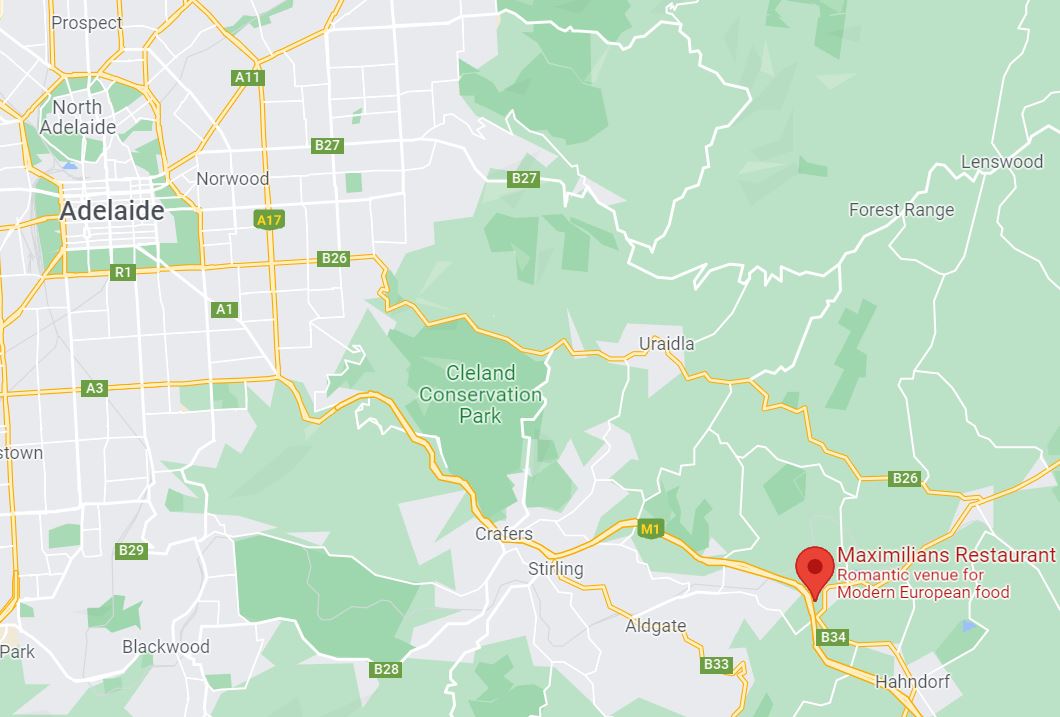 Prospect
A11
North
Adelaide
B27
Lenswood
Norwood
B27
Adelaide
A17
Forest Range
B26
R1
A1
Uraidla
Cleland
Conservation
Park
A3
stown
B26
Crafers
M1
B29
Maximilians Restaurant
Romantic venue for
Modern European food
Stirling
Aldgate
B34
Park
Blackwood
B28
B33
Hahndorf